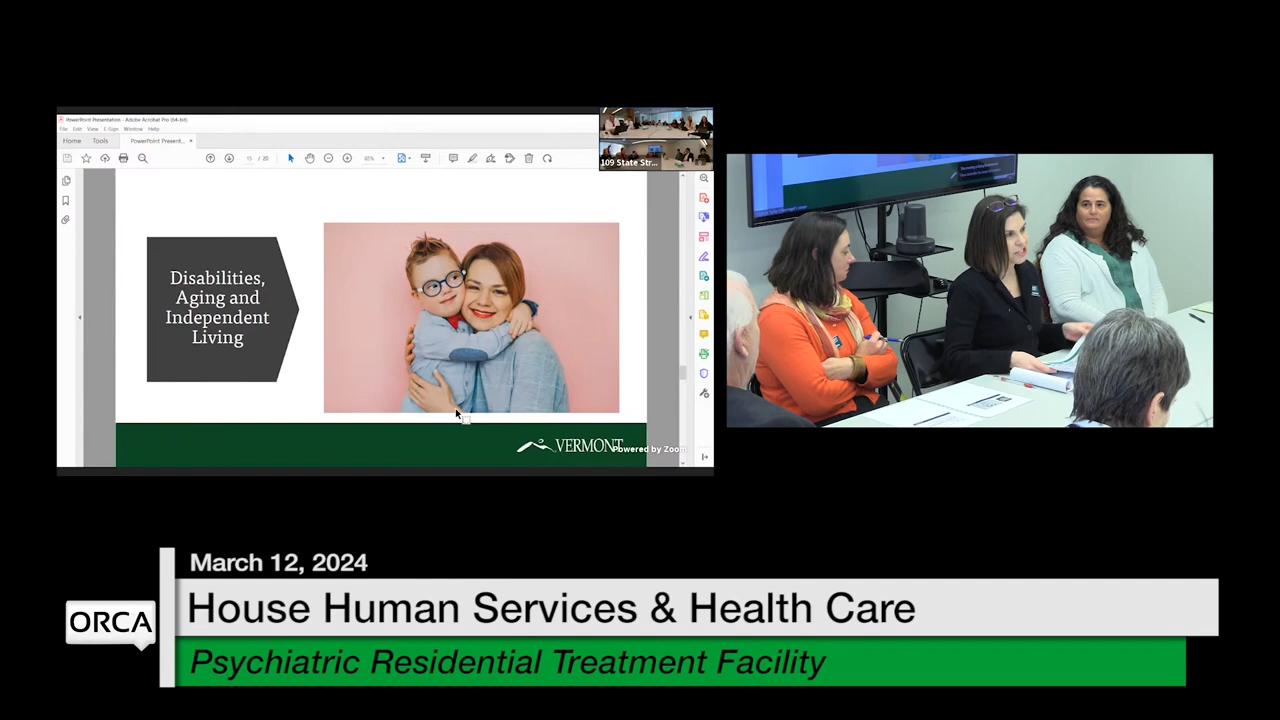 PowerPoint Presentation - Adobe Acrobat Pro (64-bit)
File Edit View E-Sign Window Help
Home Tools PowerPoint Present... ×
15 / 20
109 State Str...
Disabilities,
Aging and
Independent
Living
VERMONT
Powered by Zoom
March 12, 2024
ORCA
House Human Services & Health Care
Psychiatric Residential Treatment Facility